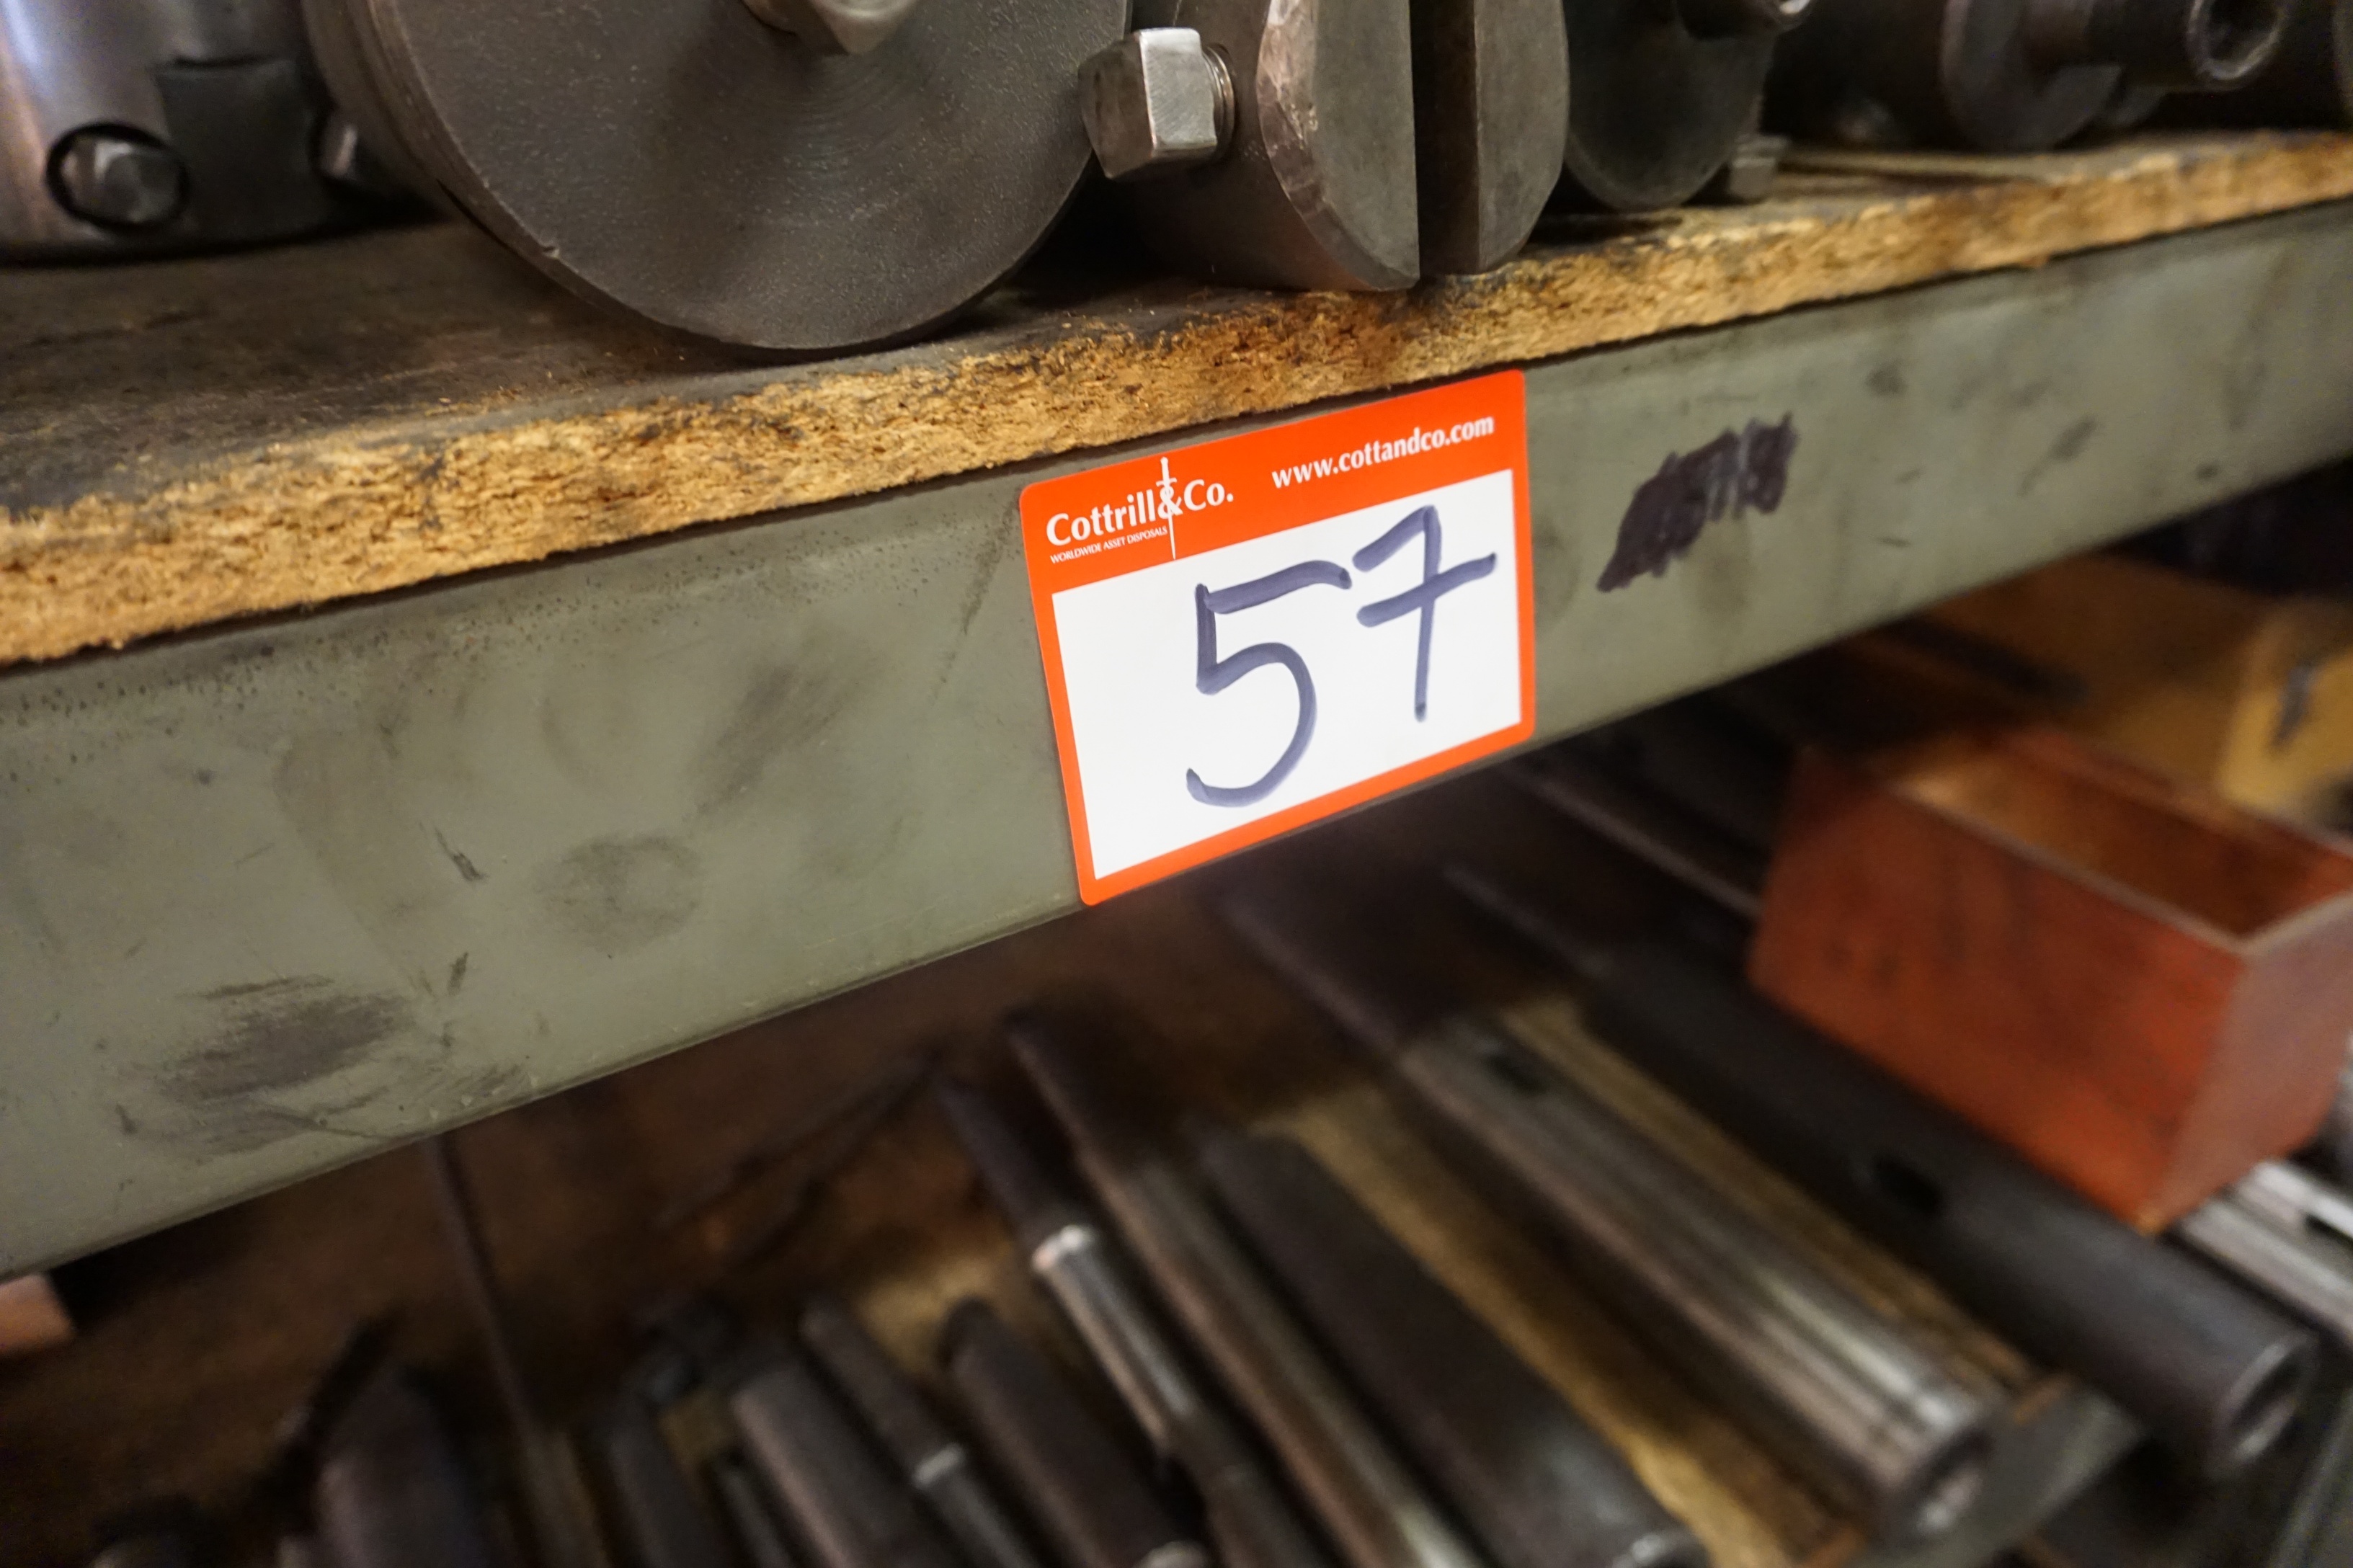 Cottrill&Co. www.cottandco.com
WORLDWIDE ASSET DISPOSALS
57